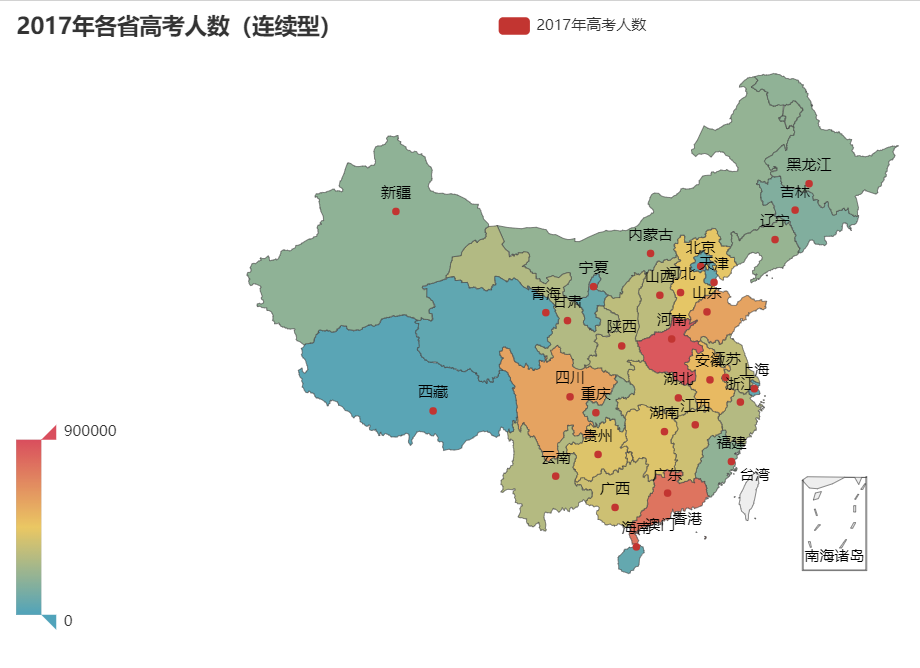 2017年各省高考人数（连续型）
2017年高考人数
黑龙江
吉林
新疆
辽宁
内蒙古
北京
天津
宁夏
山西
河北
青海
甘肃
山东
陕西
河南
安徽
江苏
上海
四川
湖北
浙江
西藏
重庆
湖南
江西
贵州
福建
900000
云南
广东
台湾
广西
香港
澳门
海南
南海诸岛
0